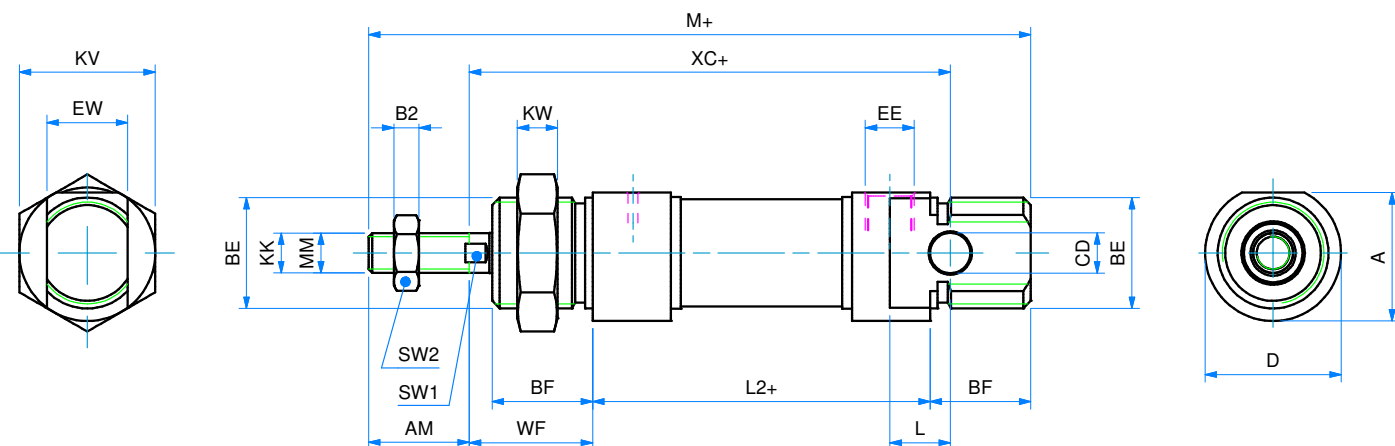 M+
KV
XC+
EW
B2
KW
EE
BE
KK
MM
CD
BE
A
SW2
SW1
BF
L2+
BF
D
AM
WF
L